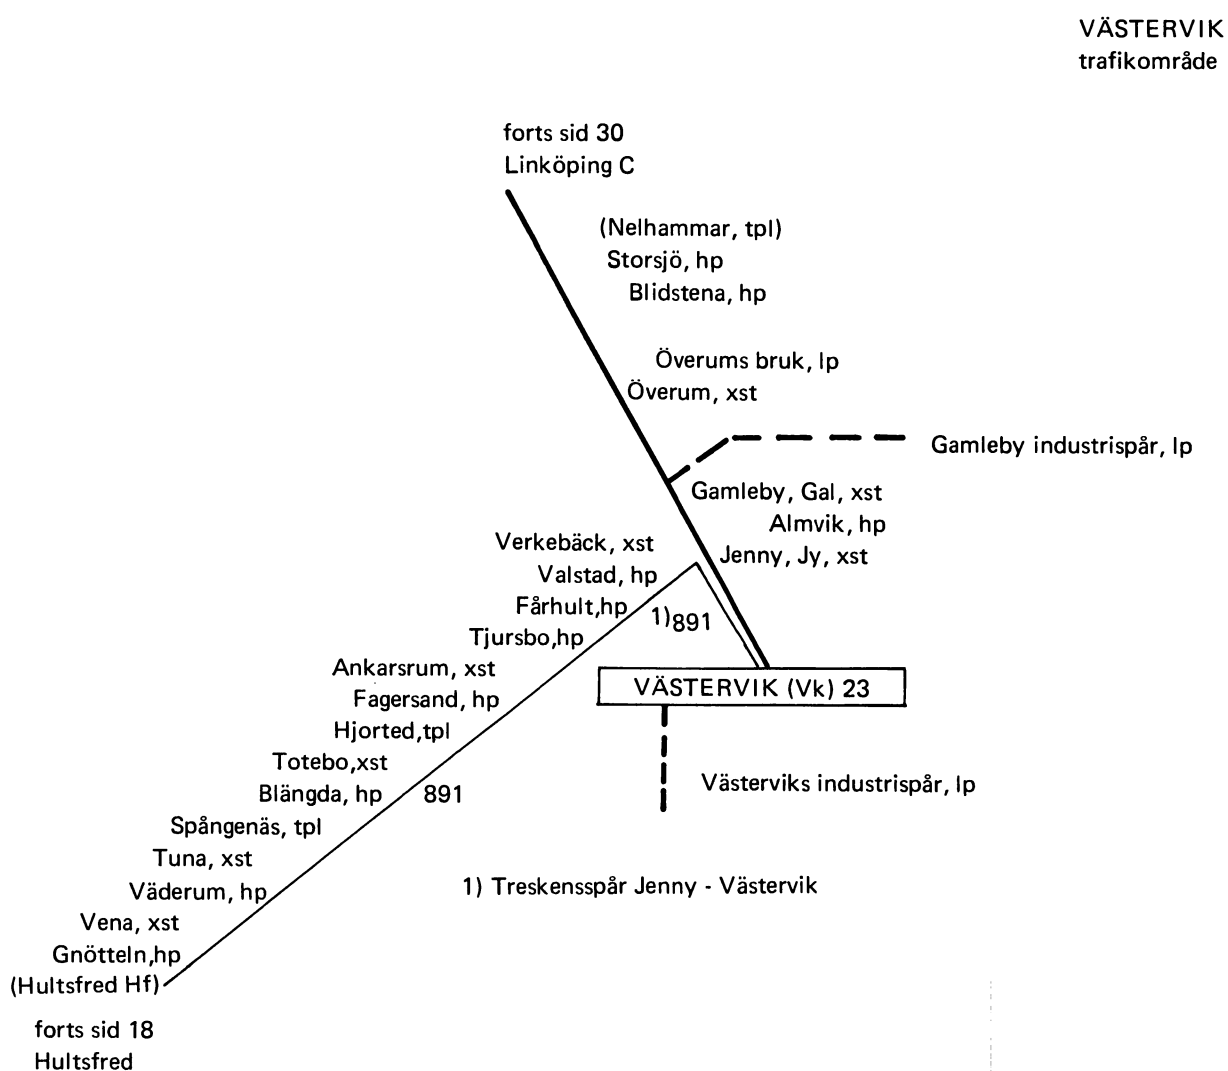 VÄSTERVIK
trafikområde
forts sid 30
Linköping C
(Nelhammar, tpl)
Storsjö, hp
Blidstena, hp
Överums bruk, lp
Överum, xst
Gamleby industrispår, lp
Gamleby, Gal, xst
Almvik, hp
Jenny, Jy, xst
Verkebäck, xst
Valstad, hp
Fårhult,hp
1)891
Tjursbo,hp
Ankarsrum, xst
VÄSTERVIK (Vk) 23
Fagersand, hp
Hjorted,tpl
Totebo,xst
Västerviks industrispår, lp
Blängda, hp
891
Spångenäs, tpl
Tuna, xst
Väderum, hp
1) Treskensspår Jenny - Västervik
Vena, xst
Gnötteln,hp
(Hultsfred Hf)
forts sid 18
Hultsfred